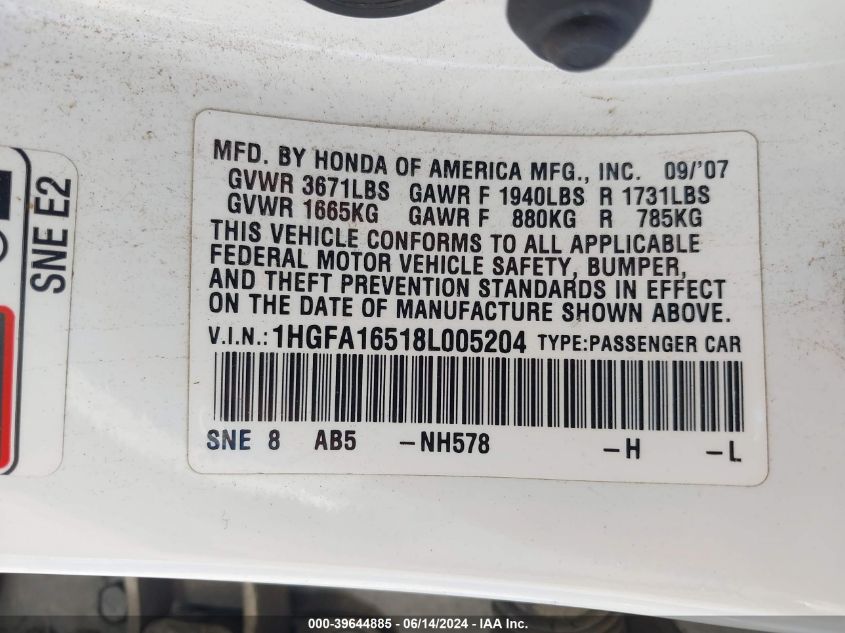 MFD. BY HONDA OF AMERICA MFG., INC. 09/'07
GVWR 3671LBS GAWR F 1940LBS R 1731LBS
GVWR 1665KG GAWR F 880KG R 785KG
THIS VEHICLE CONFORMS TO ALL APPLICABLE
FEDERAL MOTOR VEHICLE SAFETY, BUMPER,
AND THEFT PREVENTION STANDARDS IN EFFECT
ON THE DATE OF MANUFACTURE SHOWN ABOVE.
V.I.N.: 1HGFA16518L005204 TYPE:PASSENGER CAR
SNE 8 AB5 -NH578 -H -L
SNE E2
000-39644885 - 06/14/2024 - IAA Inc.